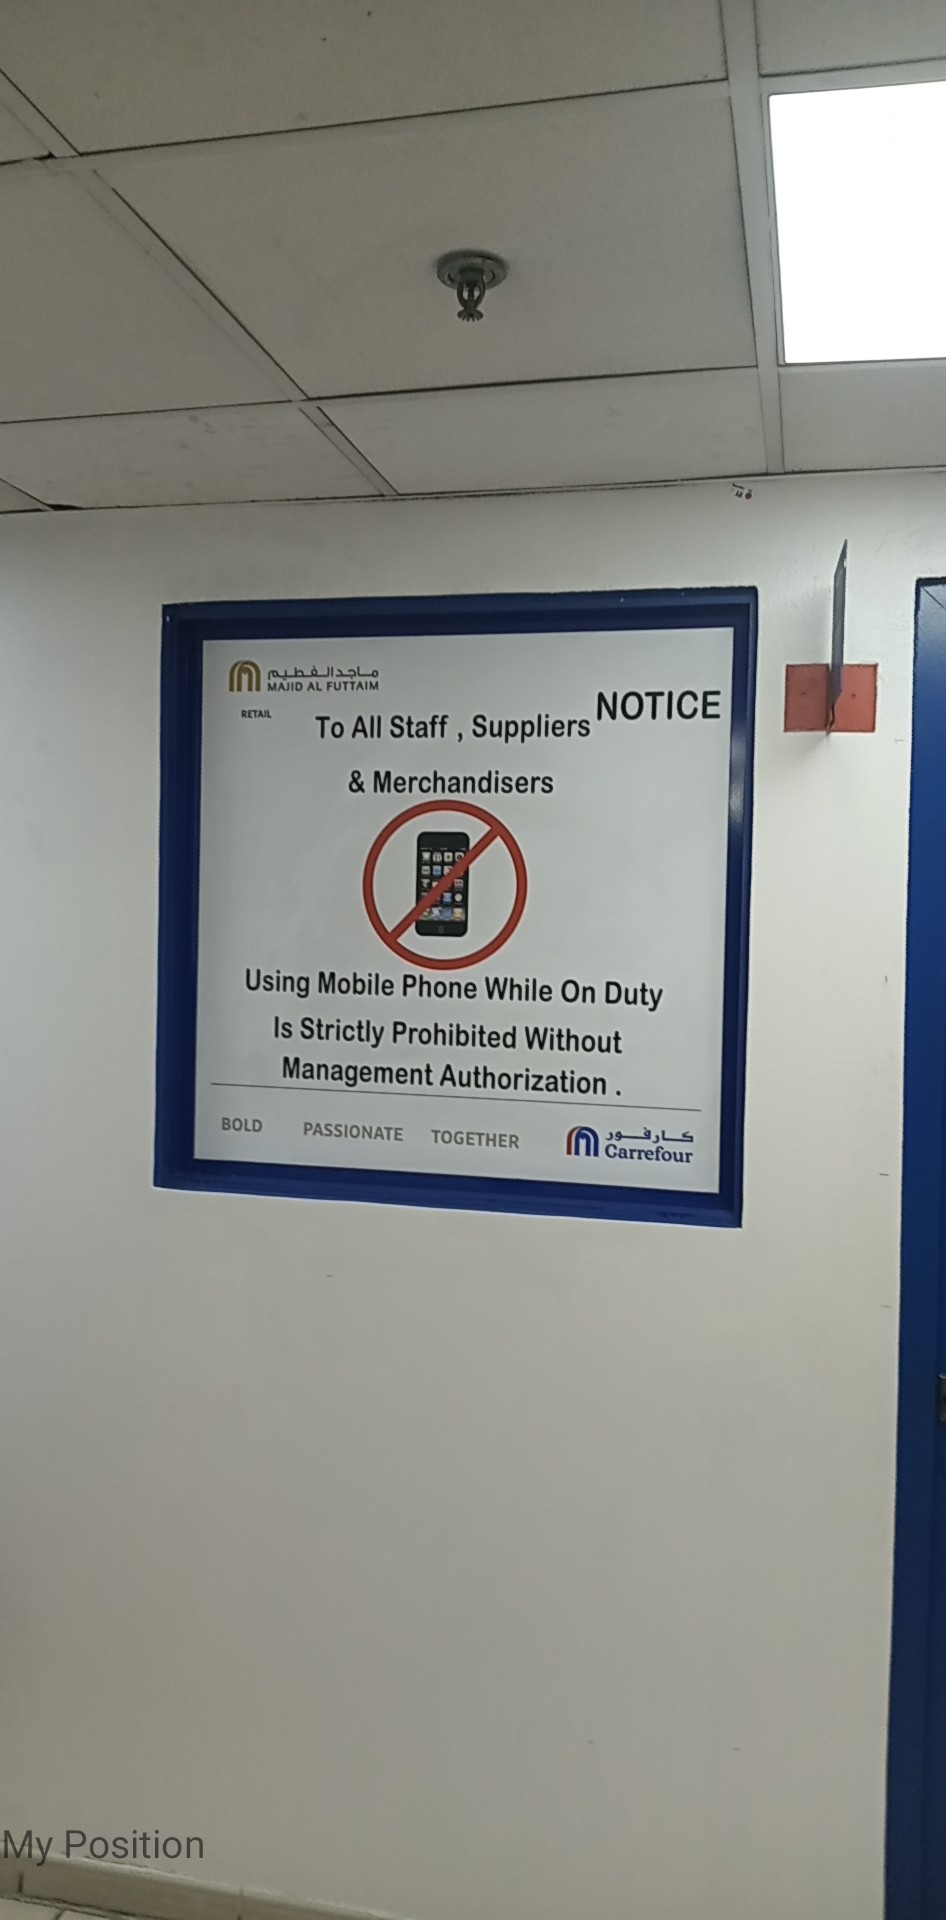 ماجد الفطيم
MAJID AL FUTTAIM
RETAIL
NOTICE
To All Staff , Suppliers
& Merchandisers
Using Mobile Phone While On Duty
Is Strictly Prohibited Without
Management Authorization .
BOLD PASSIONATE TOGETHER
كارفور
Carrefour
My Position